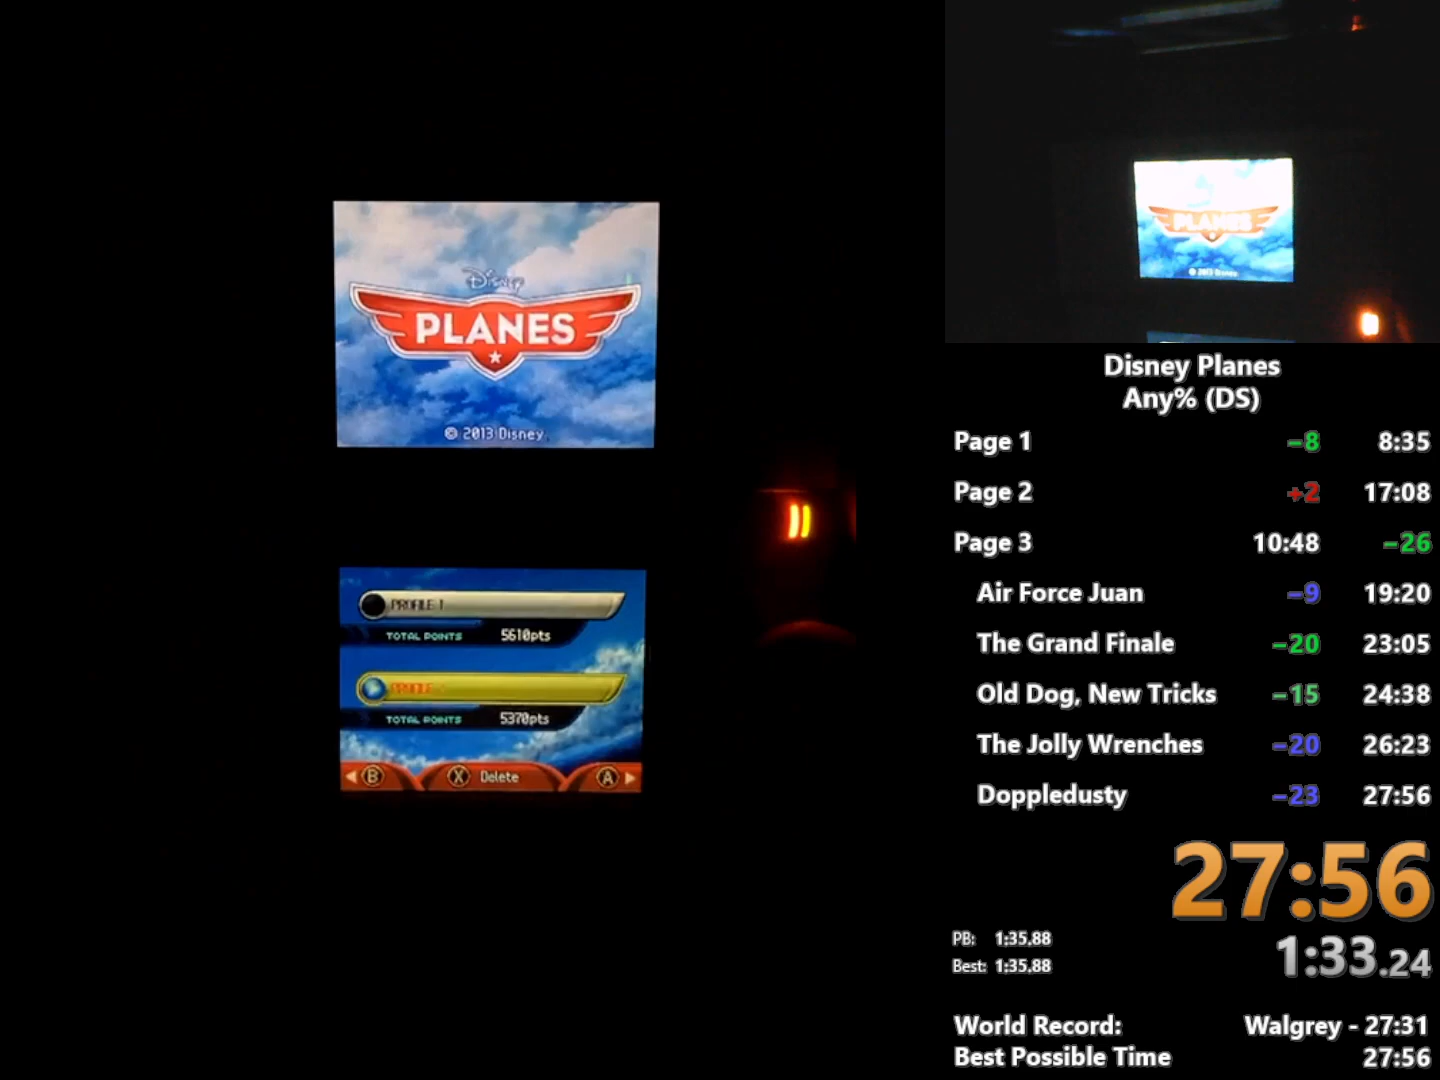 Disney
PLANES
© 2013 Disney
PROFILE 1
TOTAL POINTS 5610pts
PROFILE
TOTAL POINTS 5370pts
B X Delete A
PLANES
© 2013 Disney
Disney Planes
Any% (DS)
Page 1 −8 8:35
Page 2 +2 17:08
Page 3 10:48 −26
Air Force Juan −9 19:20
The Grand Finale −20 23:05
Old Dog, New Tricks −15 24:38
The Jolly Wrenches −20 26:23
Doppledusty −23 27:56
27:56
1:33.24
PB: 1:35.88
Best: 1:35.88
World Record: Walgrey - 27:31
Best Possible Time 27:56